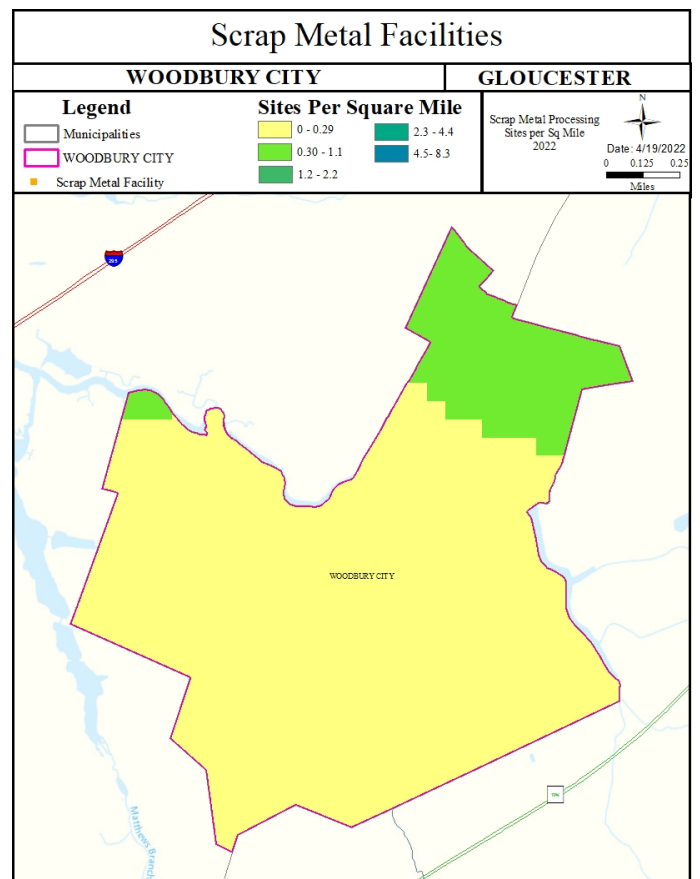 Scrap Metal Facilities
WOODBURY CITY
GLOUCESTER
Legend
Municipalities
WOODBURY CITY
Scrap Metal Facility
Sites Per Square Mile
0 - 0.29
0.30 - 1.1
1.2 - 2.2
2.3 - 4.4
4.5- 8.3
Scrap Metal Processing
Sites per Sq Mile
2022
N
Date: 4/19/2022
0 0.125 0.25
Miles
295
WOODBURY CITY
Matthews Branch